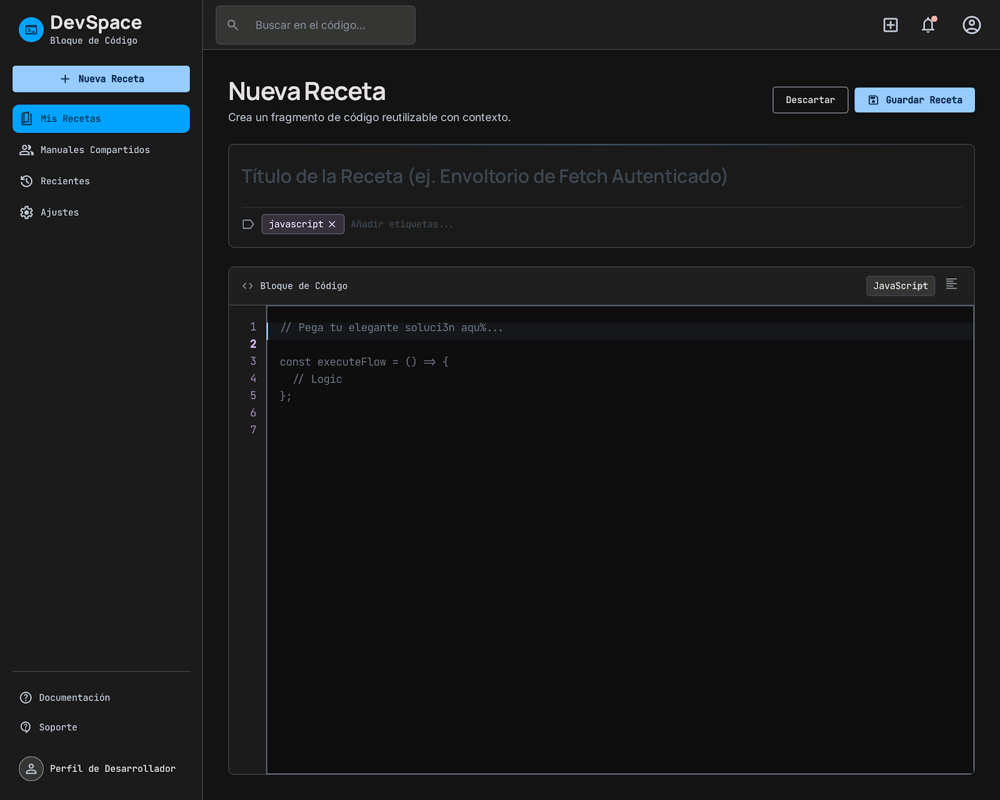 DevSpace
Bloque de Código
Nueva Receta
Mis Recetas
Manuales Compartidos
Recientes
Ajustes
Documentación
Soporte
Perfil de Desarrollador
Buscar en el código...
Nueva Receta
Crea un fragmento de código reutilizable con contexto.
Descartar
Guardar Receta
Título de la Receta (ej. Envoltorio de Fetch Autenticado)
javascript
Añadir etiquetas...
<> Bloque de Código
JavaScript
1 // Pega tu elegante soluci3n aqu%...
2
3 const executeFlow = () => {
4 // Logic
5 };
6
7